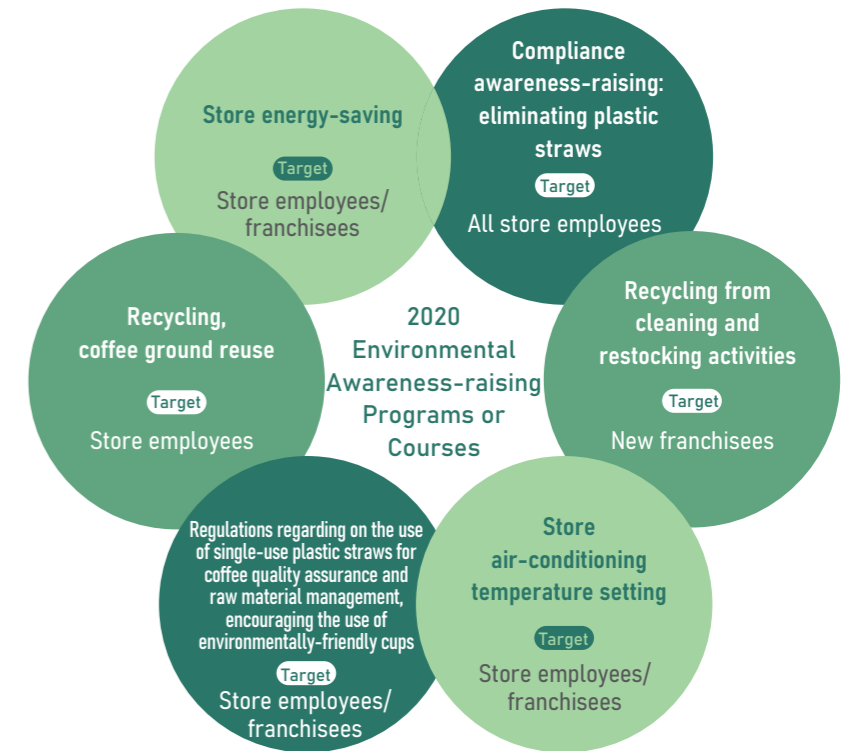 Store energy-saving
Target
Store employees/
franchisees
Compliance
awareness-raising:
eliminating plastic
straws
Target
All store employees
Recycling,
coffee ground reuse
Target
Store employees
2020
Environmental
Awareness-raising
Programs or
Courses
Recycling from
cleaning and
restocking activities
Target
New franchisees
Regulations regarding on the use
of single-use plastic straws for
coffee quality assurance and
raw material management,
encouraging the use of
environmentally-friendly cups
Target
Store employees/
franchisees
Store
air-conditioning
temperature setting
Target
Store employees/
franchisees